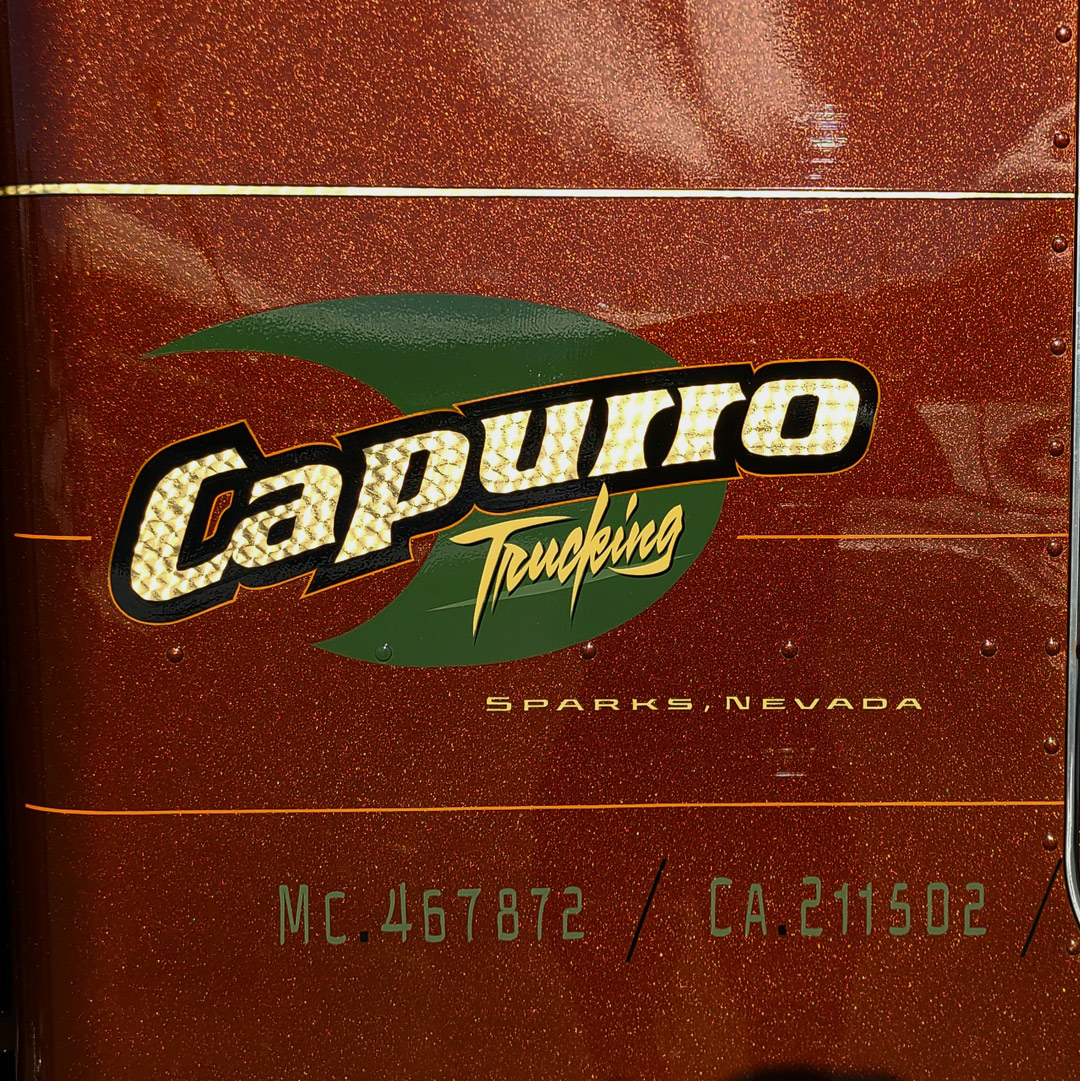 Capurro
Trucking
SPARKS, NEVADA
MC.467872 / CA.211502 /